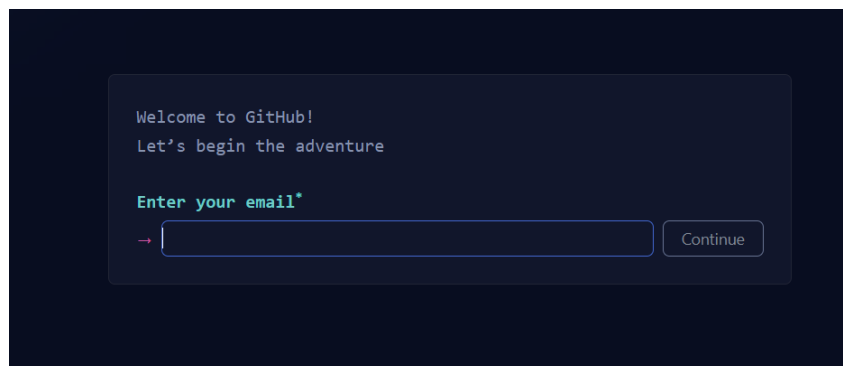 Welcome to GitHub!
Let’s begin the adventure
Enter your email*
→ Continue